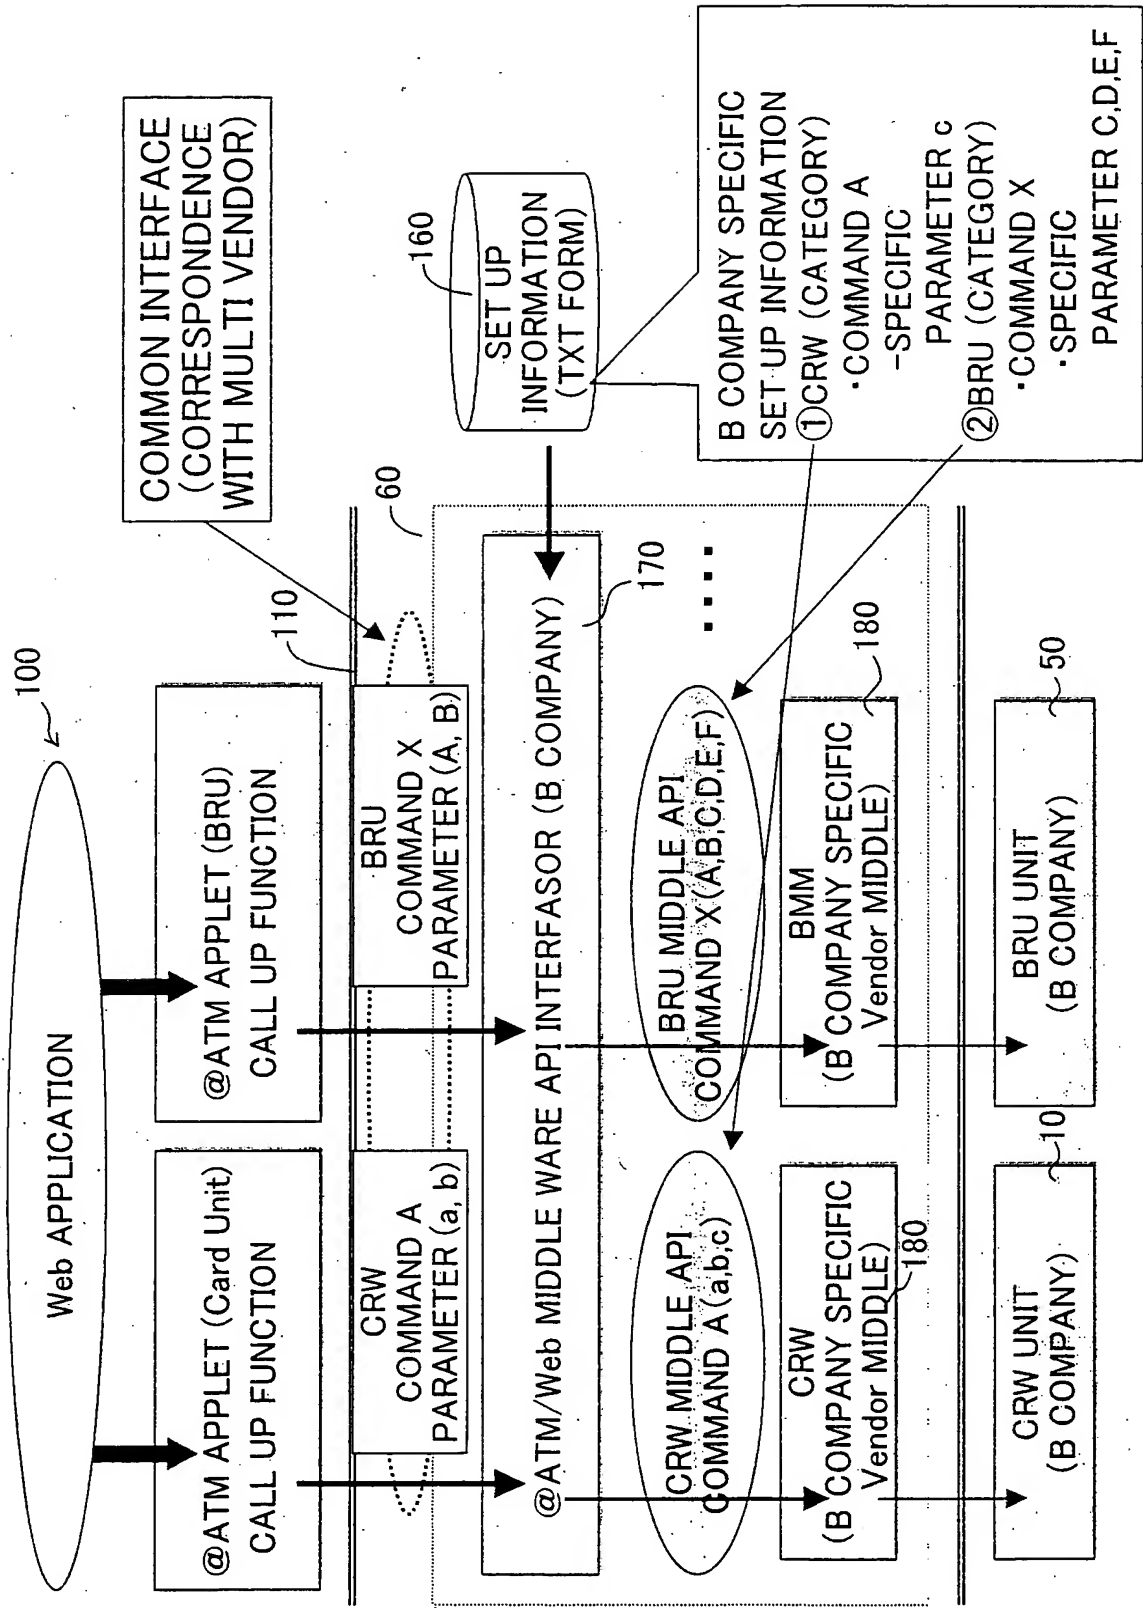 100
Web APPLICATION
COMMON INTERFACE
(CORRESPONDENCE
WITH MULTI VENDOR)
@ATM APPLET (Card Unit)
CALL UP FUNCTION
@ATM APPLET (BRU)
CALL UP FUNCTION
110
CRW
COMMAND A
PARAMETER (a, b)
BRU
COMMAND X
PARAMETER (A, B)
60
160
SET UP
INFORMATION
(TXT FORM)
@ATM/Web MIDDLE WARE API INTERFASOR (B COMPANY)
170
CRW MIDDLE API
COMMAND A (a,b,c)
BRU MIDDLE API
COMMAND X (A,B,C,D,E,F)
.....
B COMPANY SPECIFIC
SET UP INFORMATION
①CRW (CATEGORY)
・COMMAND A
-SPECIFIC
PARAMETER c
②BRU (CATEGORY)
・COMMAND X
・SPECIFIC
PARAMETER C,D,E,F
CRW
(B COMPANY SPECIFIC
Vendor MIDDLE)
180
BMM
(B COMPANY SPECIFIC
Vendor MIDDLE)
180
CRW UNIT
(B COMPANY)
10
BRU UNIT
(B COMPANY)
50